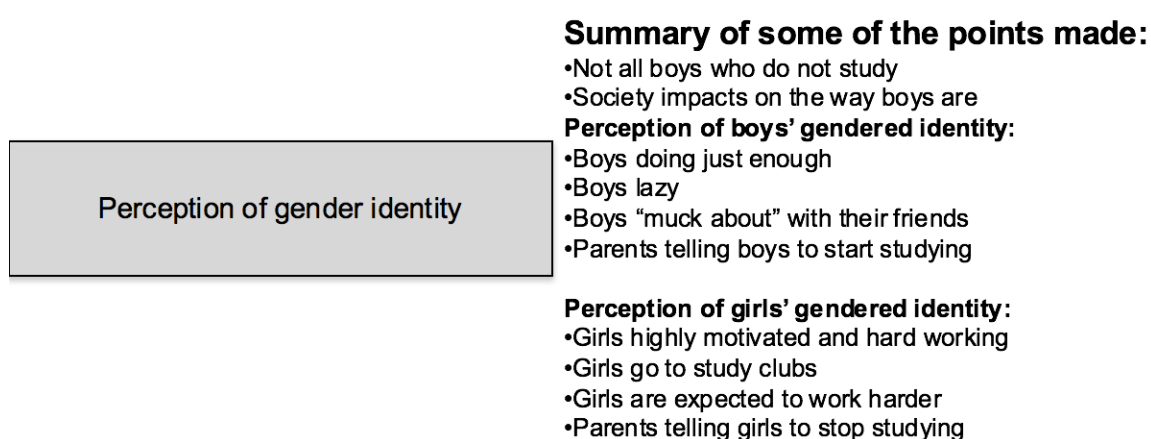 Summary of some of the points made:
•Not all boys who do not study
•Society impacts on the way boys are
Perception of boys’ gendered identity:
•Boys doing just enough
•Boys lazy
•Boys “muck about” with their friends
•Parents telling boys to start studying
Perception of gender identity
Perception of girls’ gendered identity:
•Girls highly motivated and hard working
•Girls go to study clubs
•Girls are expected to work harder
•Parents telling girls to stop studying